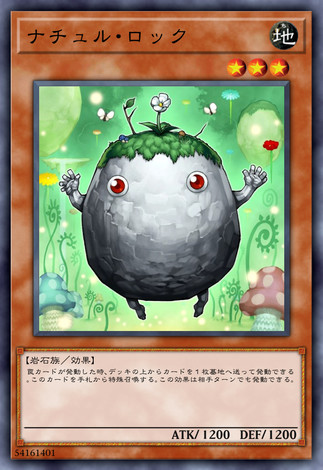 ナチュル・ロック
地
【岩石族／効果】
罠カードが発動した時、デッキの上からカードを１枚墓地へ送って発動できる
。このカードを手札から特殊召喚する。この効果は相手ターンでも発動できる。
ATK/1200 DEF/1200
54161401